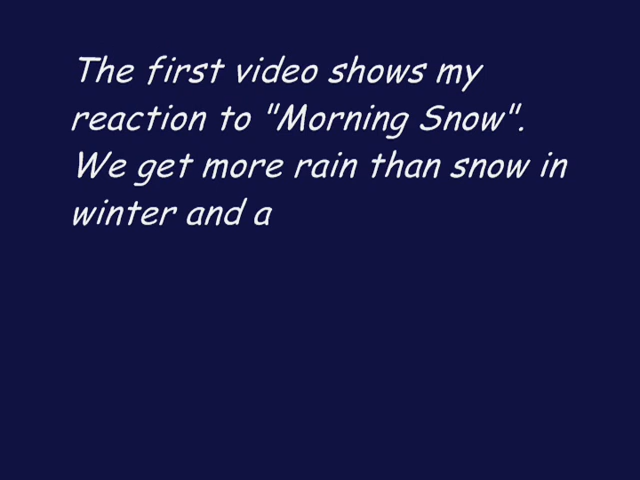 The first video shows my
reaction to "Morning Snow".
We get more rain than snow in
winter and a